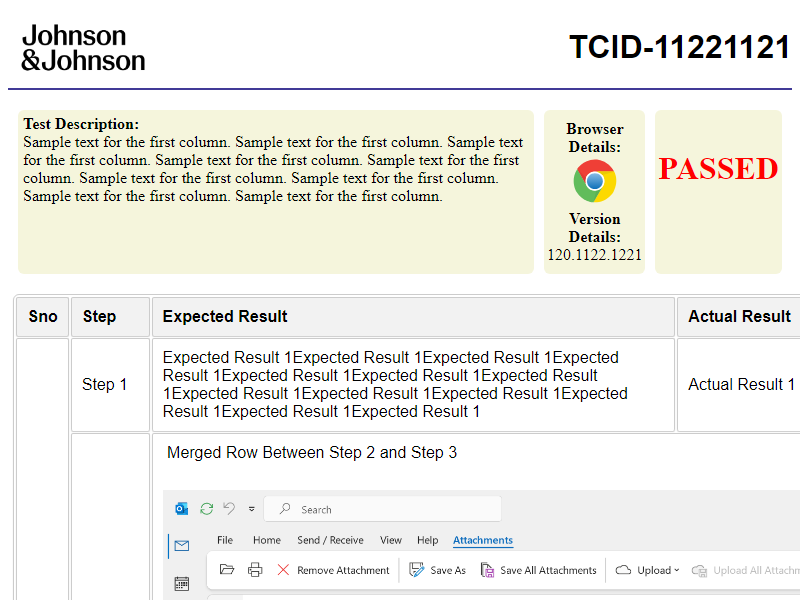 Johnson
&Johnson
TCID-11221121
Test Description:
Sample text for the first column. Sample text for the first column. Sample text
for the first column. Sample text for the first column. Sample text for the first
column. Sample text for the first column. Sample text for the first column.
Sample text for the first column. Sample text for the first column.
Browser
Details:
Version
Details:
120.1122.1221
PASSED
Sno Step Expected Result Actual Result
Step 1
Expected Result 1Expected Result 1Expected Result 1Expected
Result 1Expected Result 1Expected Result 1Expected Result
1Expected Result 1Expected Result 1Expected Result 1Expected
Result 1Expected Result 1Expected Result 1
Actual Result 1
Merged Row Between Step 2 and Step 3
Search
File Home Send / Receive View Help Attachments
Remove Attachment Save As Save All Attachments Upload Upload All Attachm